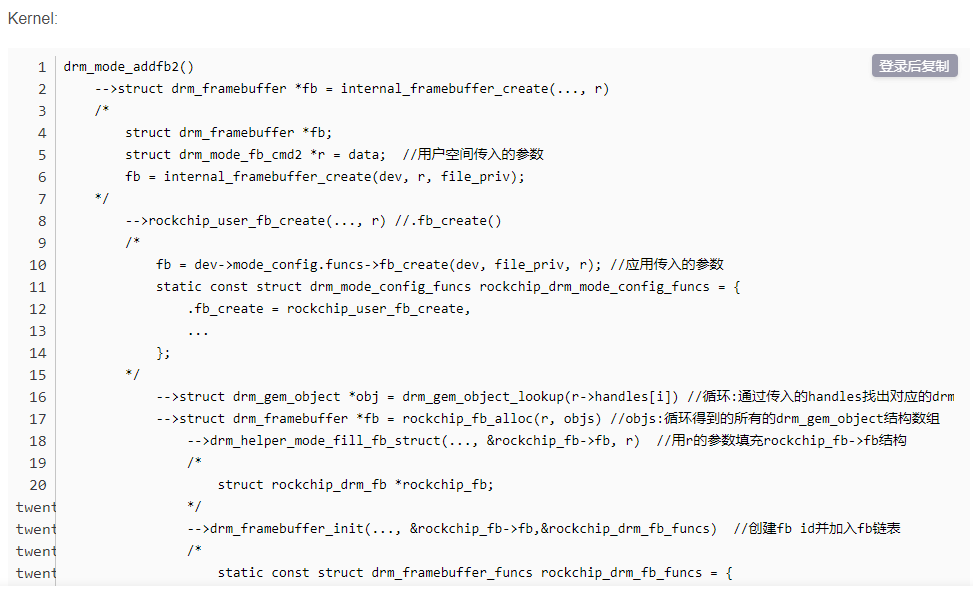 Kernel:
登录后复制
1 drm_mode_addfb2()
2 -->struct drm_framebuffer *fb = internal_framebuffer_create(..., r)
3 /*
4 struct drm_framebuffer *fb;
5 struct drm_mode_fb_cmd2 *r = data; //用户空间传入的参数
6 fb = internal_framebuffer_create(dev, r, file_priv);
7 */
8 -->rockchip_user_fb_create(..., r) //.fb_create()
9 /*
10 fb = dev->mode_config.funcs->fb_create(dev, file_priv, r); //应用传入的参数
11 static const struct drm_mode_config_funcs rockchip_drm_mode_config_funcs = {
12 .fb_create = rockchip_user_fb_create,
13 ...
14 };
15 */
16 -->struct drm_gem_object *obj = drm_gem_object_lookup(r->handles[i]) //循环:通过传入的handles找出对应的drm
17 -->struct drm_framebuffer *fb = rockchip_fb_alloc(r, objs) //objs:循环得到的所有的drm_gem_object结构数组
18 -->drm_helper_mode_fill_fb_struct(..., &rockchip_fb->fb, r) //用r的参数填充rockchip_fb->fb结构
19 /*
20 struct rockchip_drm_fb *rockchip_fb;
twent */
twent -->drm_framebuffer_init(..., &rockchip_fb->fb,&rockchip_drm_fb_funcs) //创建fb id并加入fb链表
twent /*
twent static const struct drm_framebuffer_funcs rockchip_drm_fb_funcs = {